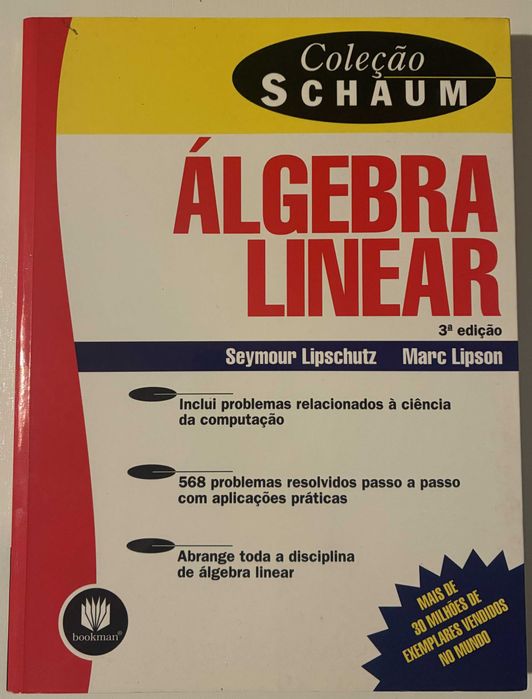 Coleção
SCHAUM
ÁLGEBRA
LINEAR
3ª edição
Seymour Lipschutz Marc Lipson
Inclui problemas relacionados à ciência
da computação
568 problemas resolvidos passo a passo
com aplicações práticas
Abrange toda a disciplina
de álgebra linear
MAIS DE
30 MILHÕES DE
EXEMPLARES VENDIDOS
NO MUNDO
bookman®